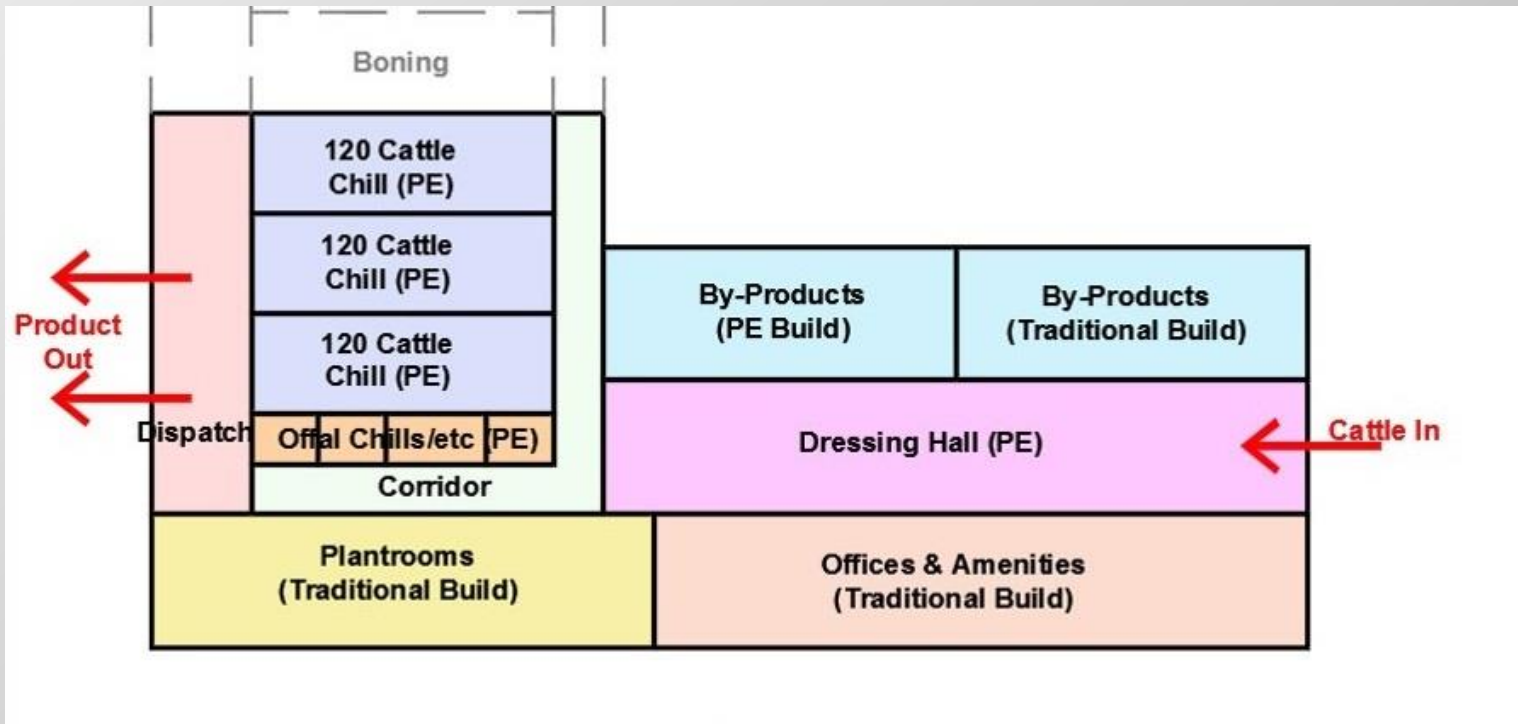 Boning
120 Cattle
Chill (PE)
120 Cattle
Chill (PE)
120 Cattle
Chill (PE)
Offal Chills/etc (PE)
Corridor
Dispatch
Product
Out
By-Products
(PE Build)
By-Products
(Traditional Build)
Dressing Hall (PE)
Cattle In
Plantrooms
(Traditional Build)
Offices & Amenities
(Traditional Build)